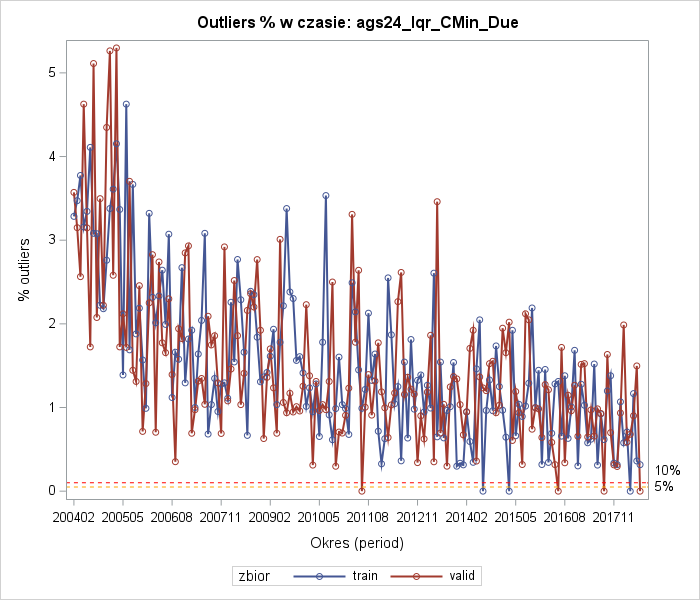 Outliers % w czasie: ags24_Iqr_CMin_Due
% outliers
5
4
3
2
1
0
10%
5%
200402 200505 200608 200711 200902 201005 201108 201211 201402 201505 201608 201711
Okres (period)
zbior train valid